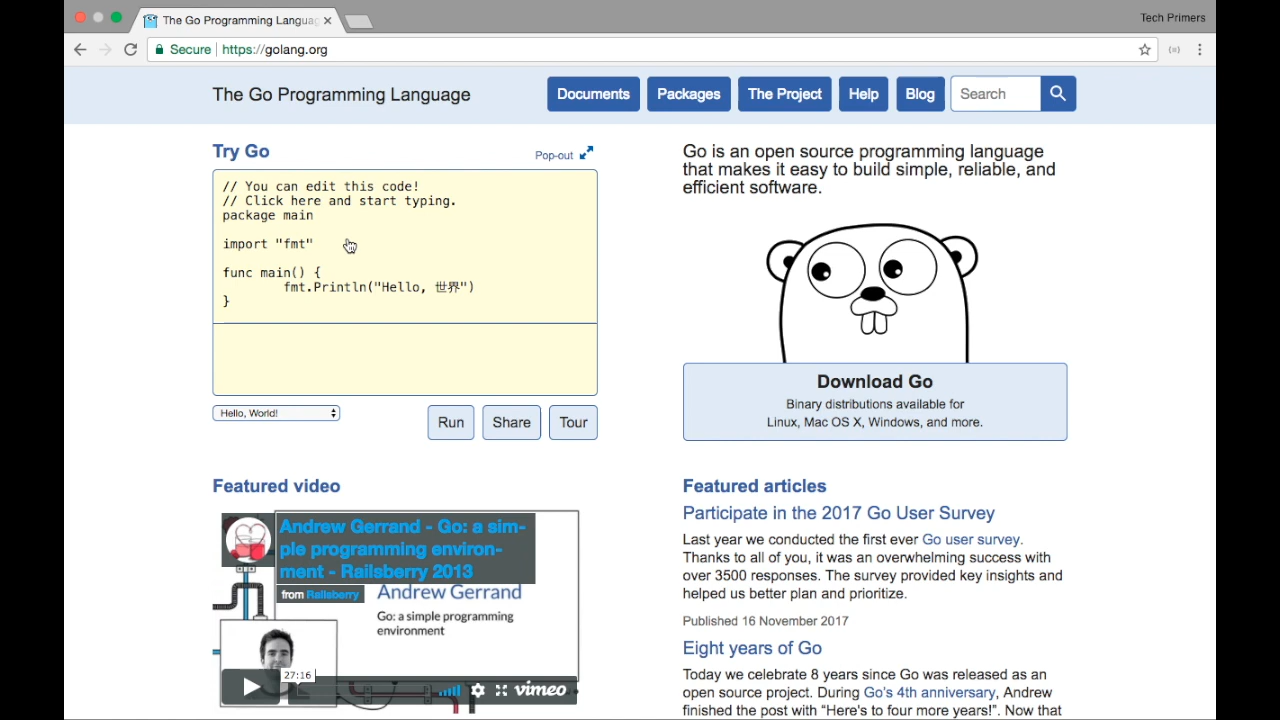 The Go Programming Langua
Tech Primers
Secure
https://golang.org
The Go Programming Language
Documents
Packages
The Project
Help
Blog
Search
Try Go
Pop-out
// You can edit this code!
// Click here and start typing.
package main
import "fmt"
func main() {
fmt.Println("Hello, 世界")
}
Hello, World!
Run
Share
Tour
Go is an open source programming language
that makes it easy to build simple, reliable, and
efficient software.
Download Go
Binary distributions available for
Linux, Mac OS X, Windows, and more.
Featured video
Andrew Gerrand - Go: a sim-
ple programming environ-
ment - Railsberry 2013
from Railsberry
Andrew Gerrand
Go: a simple programming
environment
27:16
vimeo
Featured articles
Participate in the 2017 Go User Survey
Last year we conducted the first ever Go user survey.
Thanks to all of you, it was an overwhelming success with
over 3500 responses. The survey provided key insights and
helped us better plan and prioritize.
Published 16 November 2017
Eight years of Go
Today we celebrate 8 years since Go was released as an
open source project. During Go's 4th anniversary, Andrew
finished the post with “Here's to four more years!”. Now that